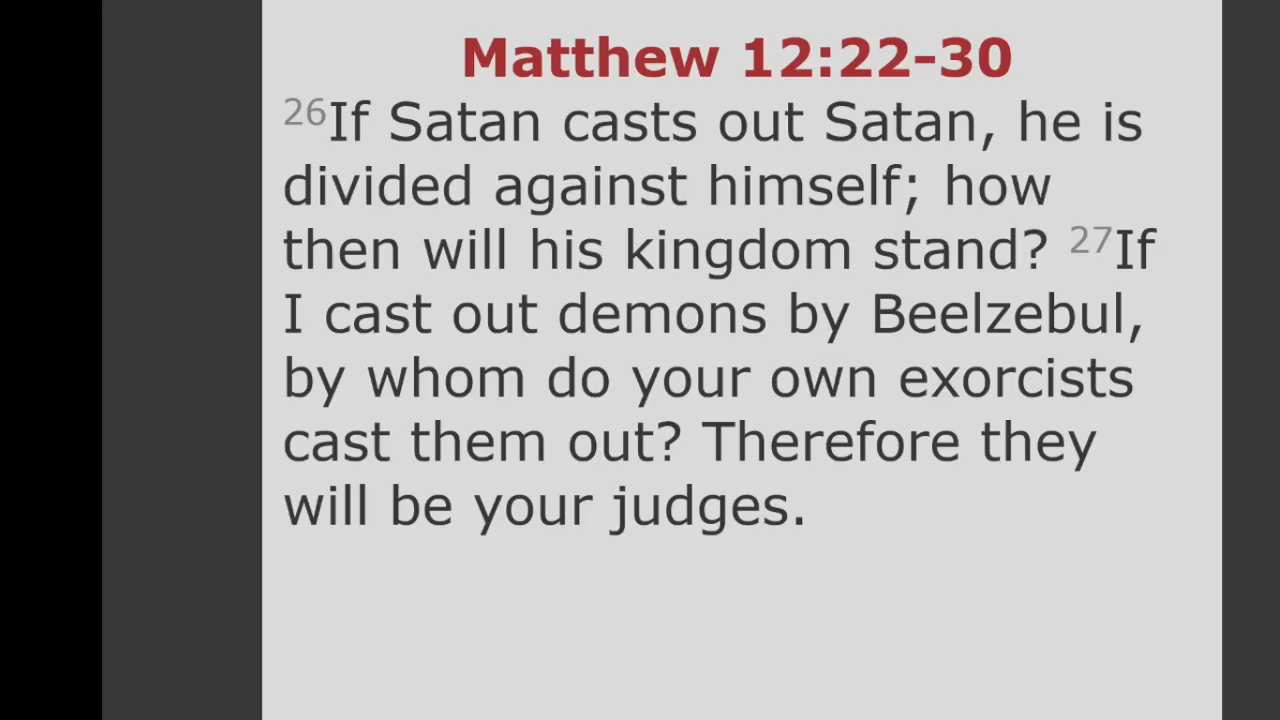 Matthew 12:22-30
26If Satan casts out Satan, he is
divided against himself; how
then will his kingdom stand? 27If
I cast out demons by Beelzebul,
by whom do your own exorcists
cast them out? Therefore they
will be your judges.